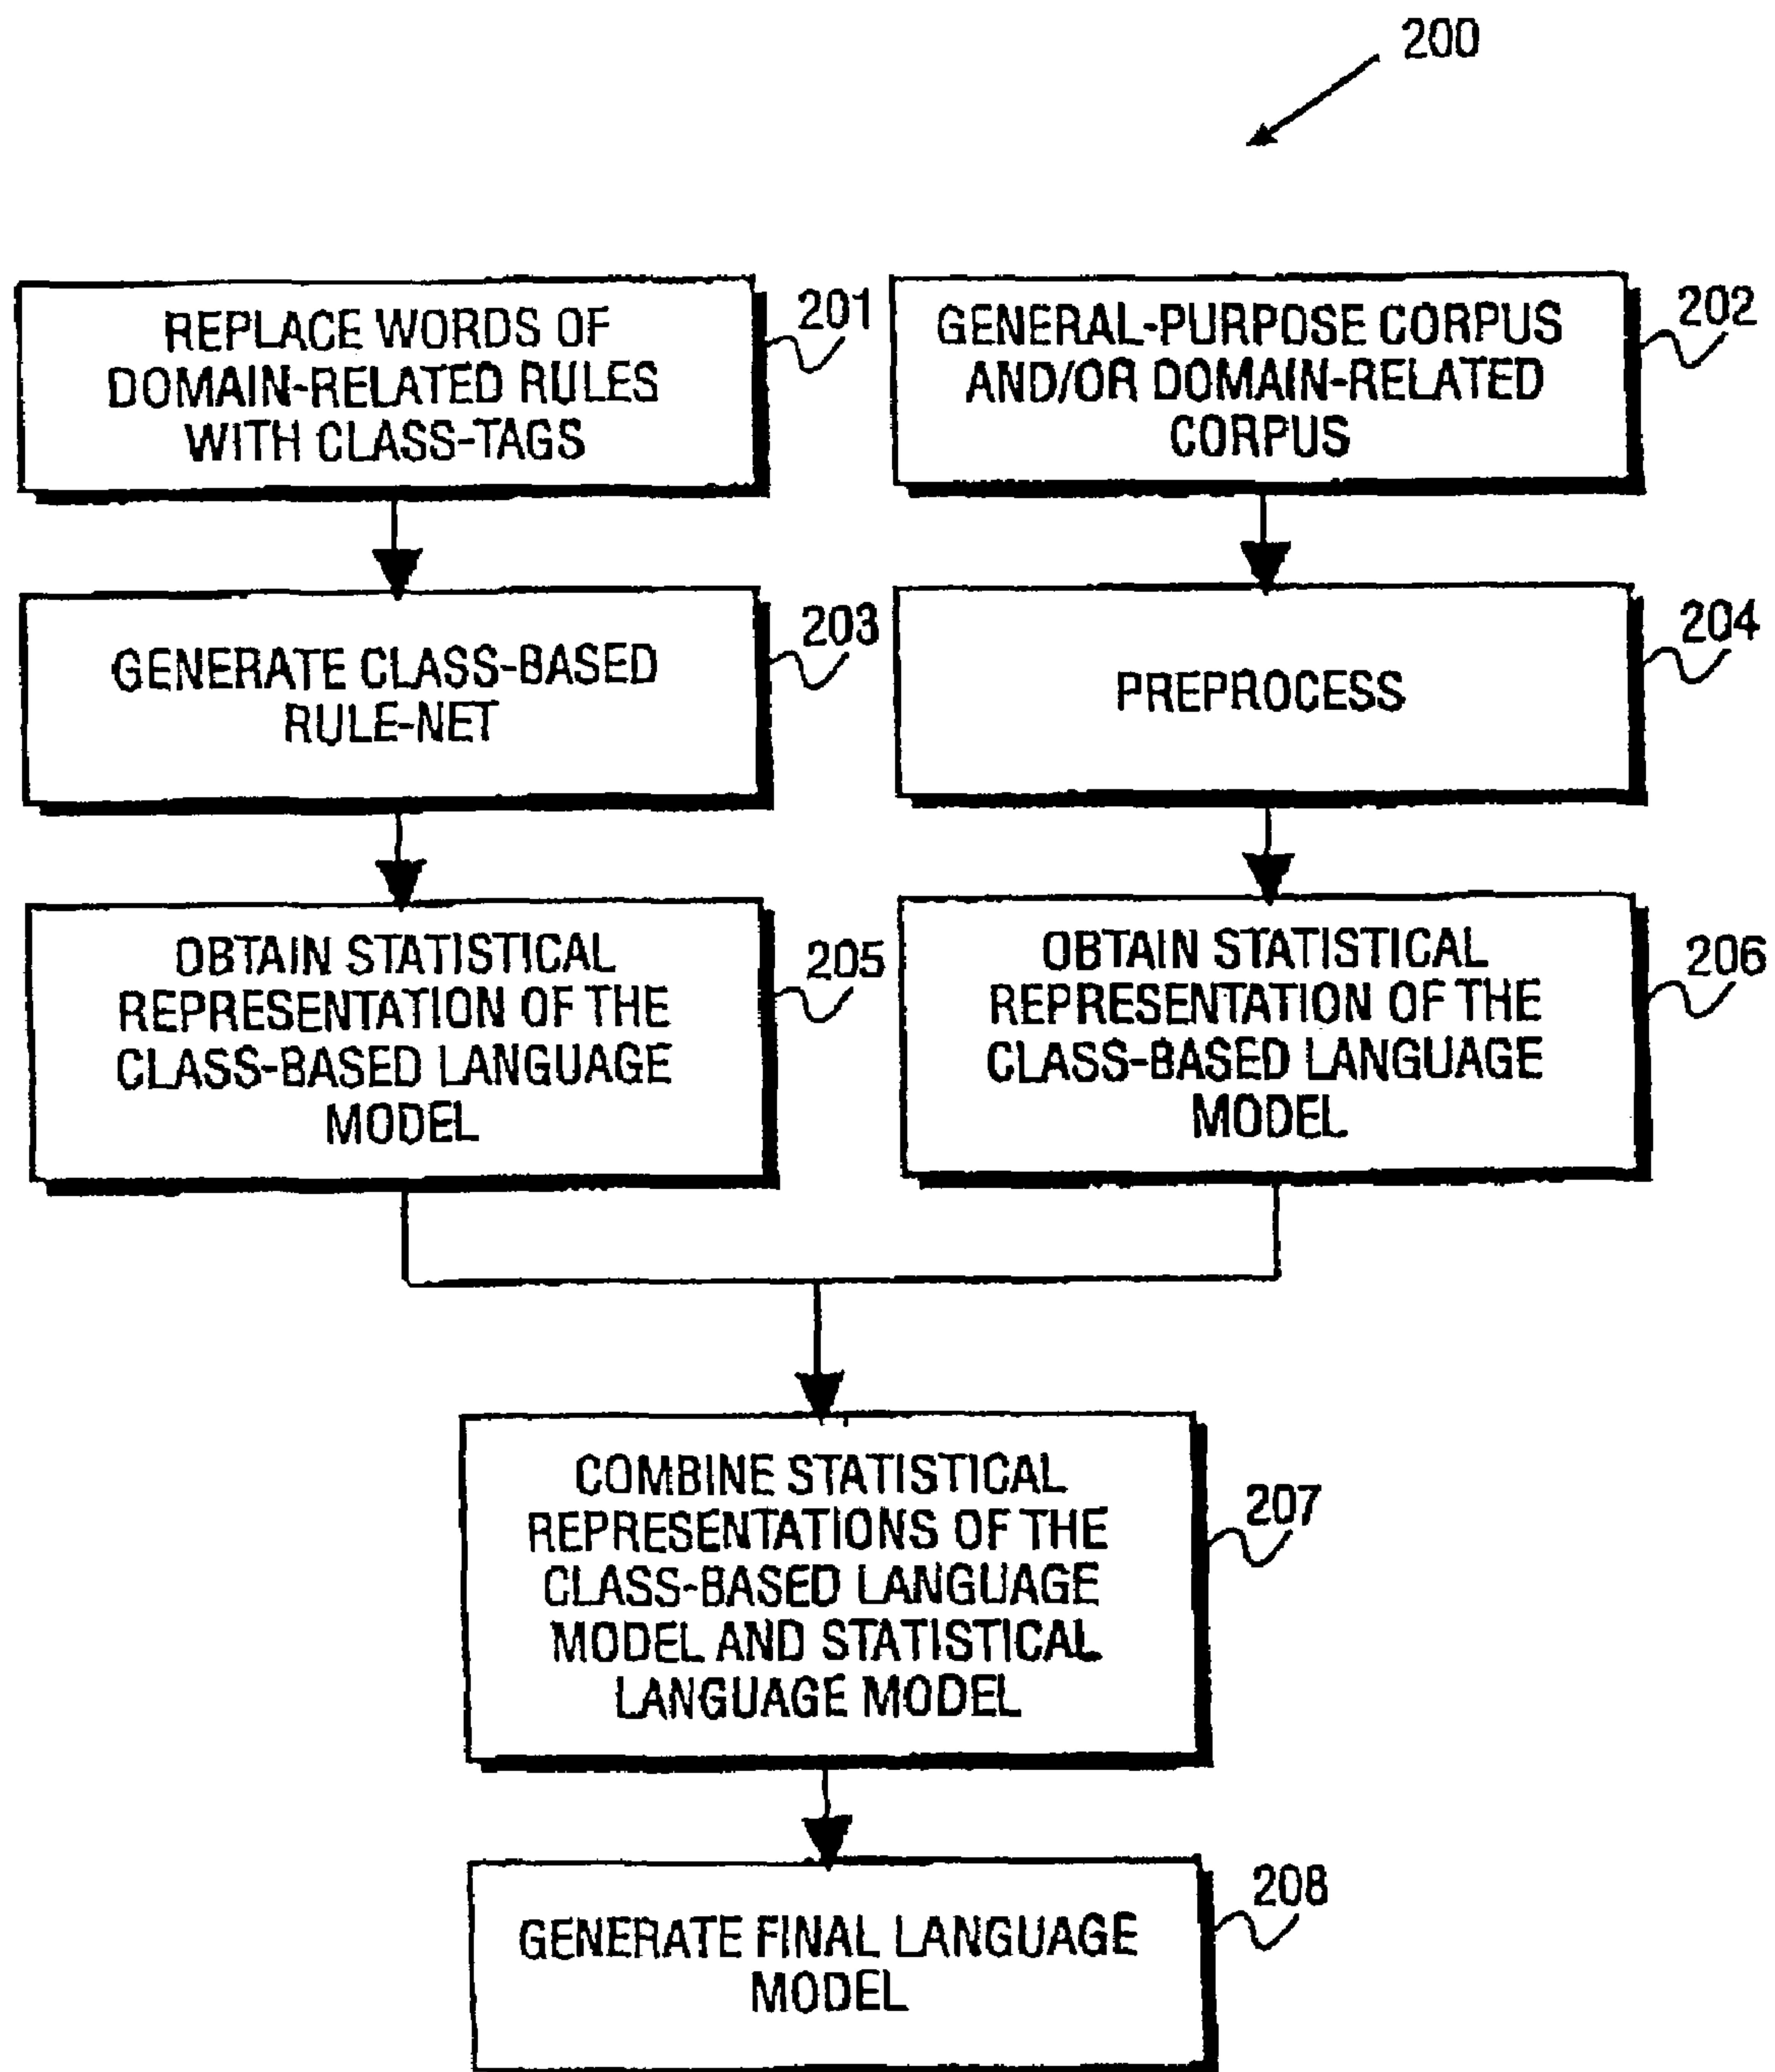 200
REPLACE WORDS OF
DOMAIN-RELATED RULES
WITH CLASS-TAGS
201
GENERAL-PURPOSE CORPUS
AND/OR DOMAIN-RELATED
CORPUS
202
GENERATE CLASS-BASED
RULE-NET
203
PREPROCESS
204
OBTAIN STATISTICAL
REPRESENTATION OF THE
CLASS-BASED LANGUAGE
MODEL
205
OBTAIN STATISTICAL
REPRESENTATION OF THE
CLASS-BASED LANGUAGE
MODEL
206
COMBINE STATISTICAL
REPRESENTATIONS OF THE
CLASS-BASED LANGUAGE
MODEL AND STATISTICAL
LANGUAGE MODEL
207
GENERATE FINAL LANGUAGE
MODEL
208